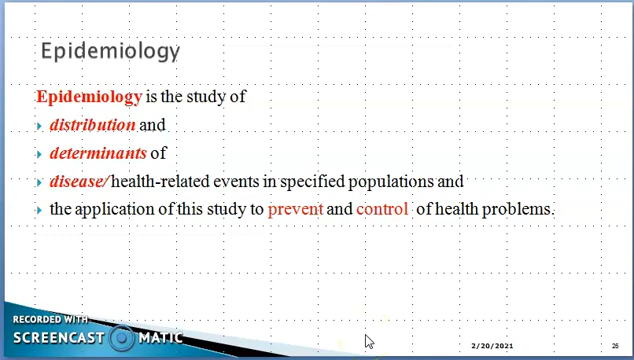 Epidemiology
Epidemiology is the study of
distribution and
determinants of
disease/health-related events in specified populations and
the application of this study to prevent and control of health problems.
RECORDED WITH
SCREENCAST MATIC
2/20/2021
26